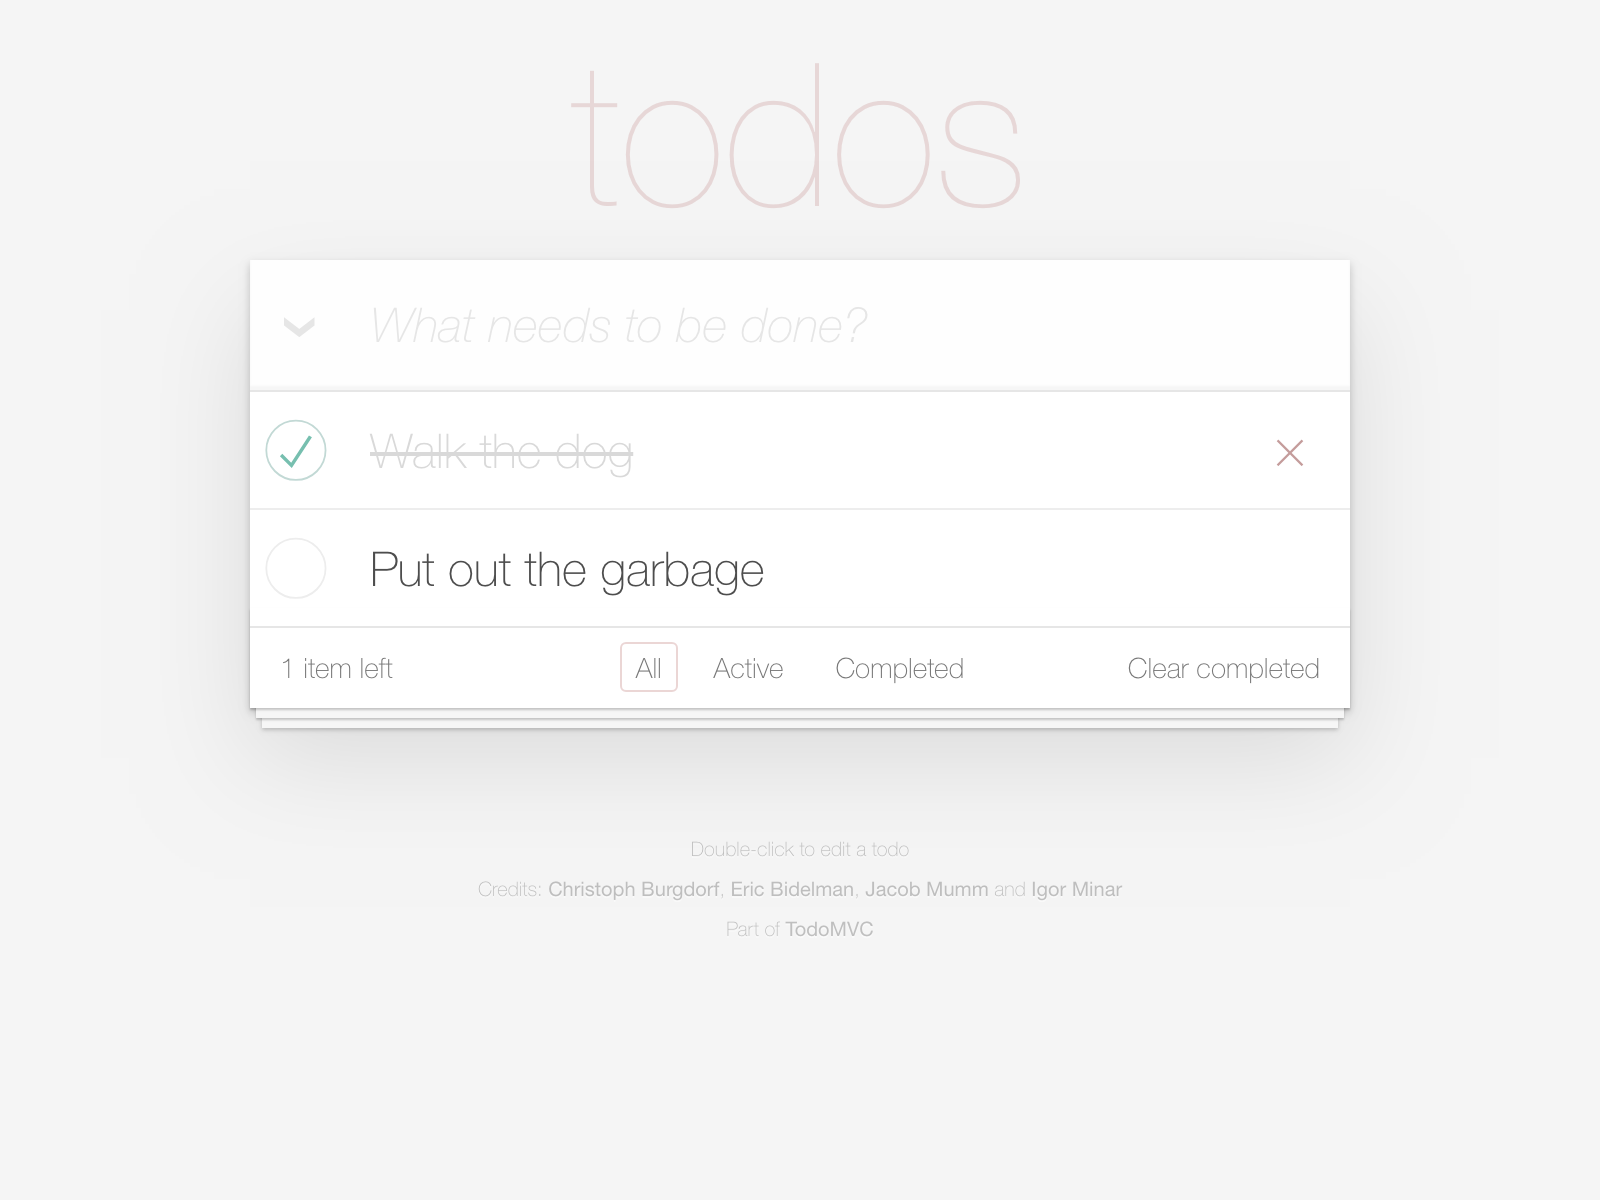 todos
What needs to be done?
Walk the dog
Put out the garbage
1 item left All Active Completed Clear completed
Double-click to edit a todo
Credits: Christoph Burgdorf, Eric Bidelman, Jacob Mumm and Igor Minar
Part of TodoMVC